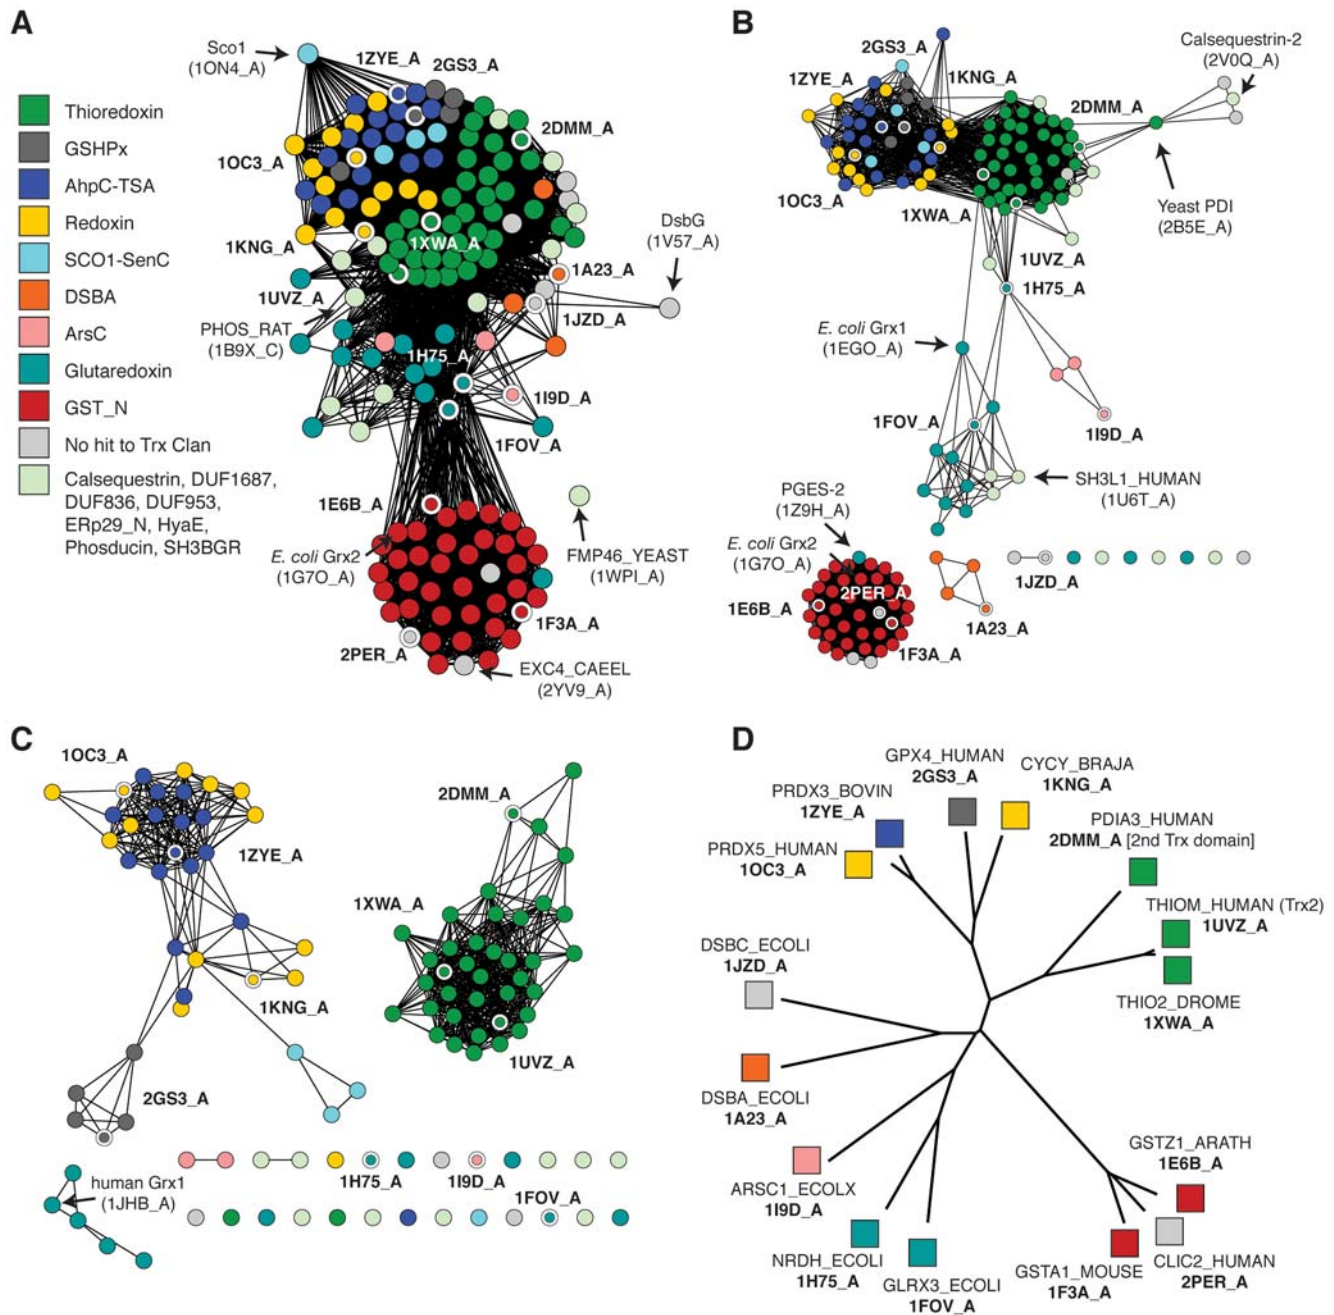 A
Sco1
(1ON4_A)
1ZYE_A
2GS3_A
2DMM_A
1OC3_A
1KNG_A
1XWA_A
DsbG
(1V57_A)
1A23_A
1UVZ_A
1JZD_A
PHOS_RAT
(1B9X_C)
1H75_A
1I9D_A
1FOV_A
1E6B_A
E. coli Grx2
(1G7O_A)
FMP46_YEAST
(1WPI_A)
1F3A_A
2PER_A
EXC4_CAEEL
(2YV9_A)
Thioredoxin
GSHPx
AhpC-TSA
Redoxin
SCO1-SenC
DSBA
ArsC
Glutaredoxin
GST_N
No hit to Trx Clan
Calsequestrin, DUF1687,
DUF836, DUF953,
ERp29_N, HyaE,
Phosducin, SH3BGR
B
2GS3_A
1ZYE_A
1KNG_A
Calsequestrin-2
(2V0Q_A)
2DMM_A
1OC3_A
1XWA_A
Yeast PDI
(2B5E_A)
1UVZ_A
1H75_A
E. coli Grx1
(1EGO_A)
1FOV_A
1I9D_A
SH3L1_HUMAN
(1U6T_A)
PGES-2
(1Z9H_A)
E. coli Grx2
(1G7O_A)
2PER_A
1E6B_A
1F3A_A
1A23_A
1JZD_A
C
1OC3_A
1ZYE_A
1KNG_A
2GS3_A
2DMM_A
1XWA_A
1UVZ_A
human Grx1
(1JHB_A)
1H75_A
1I9D_A
1FOV_A
D
GPX4_HUMAN
2GS3_A
CYCY_BRAJA
1KNG_A
PRDX3_BOVIN
1ZYE_A
PDIA3_HUMAN
2DMM_A [2nd Trx domain]
PRDX5_HUMAN
1OC3_A
THIOM_HUMAN (Trx2)
1UVZ_A
DSBC_ECOLI
1JZD_A
THIO2_DROME
1XWA_A
DSBA_ECOLI
1A23_A
GSTZ1_ARATH
1E6B_A
ARSC1_ECOLX
1I9D_A
NRDH_ECOLI
1H75_A
GLRX3_ECOLI
1FOV_A
GSTA1_MOUSE
1F3A_A
CLIC2_HUMAN
2PER_A